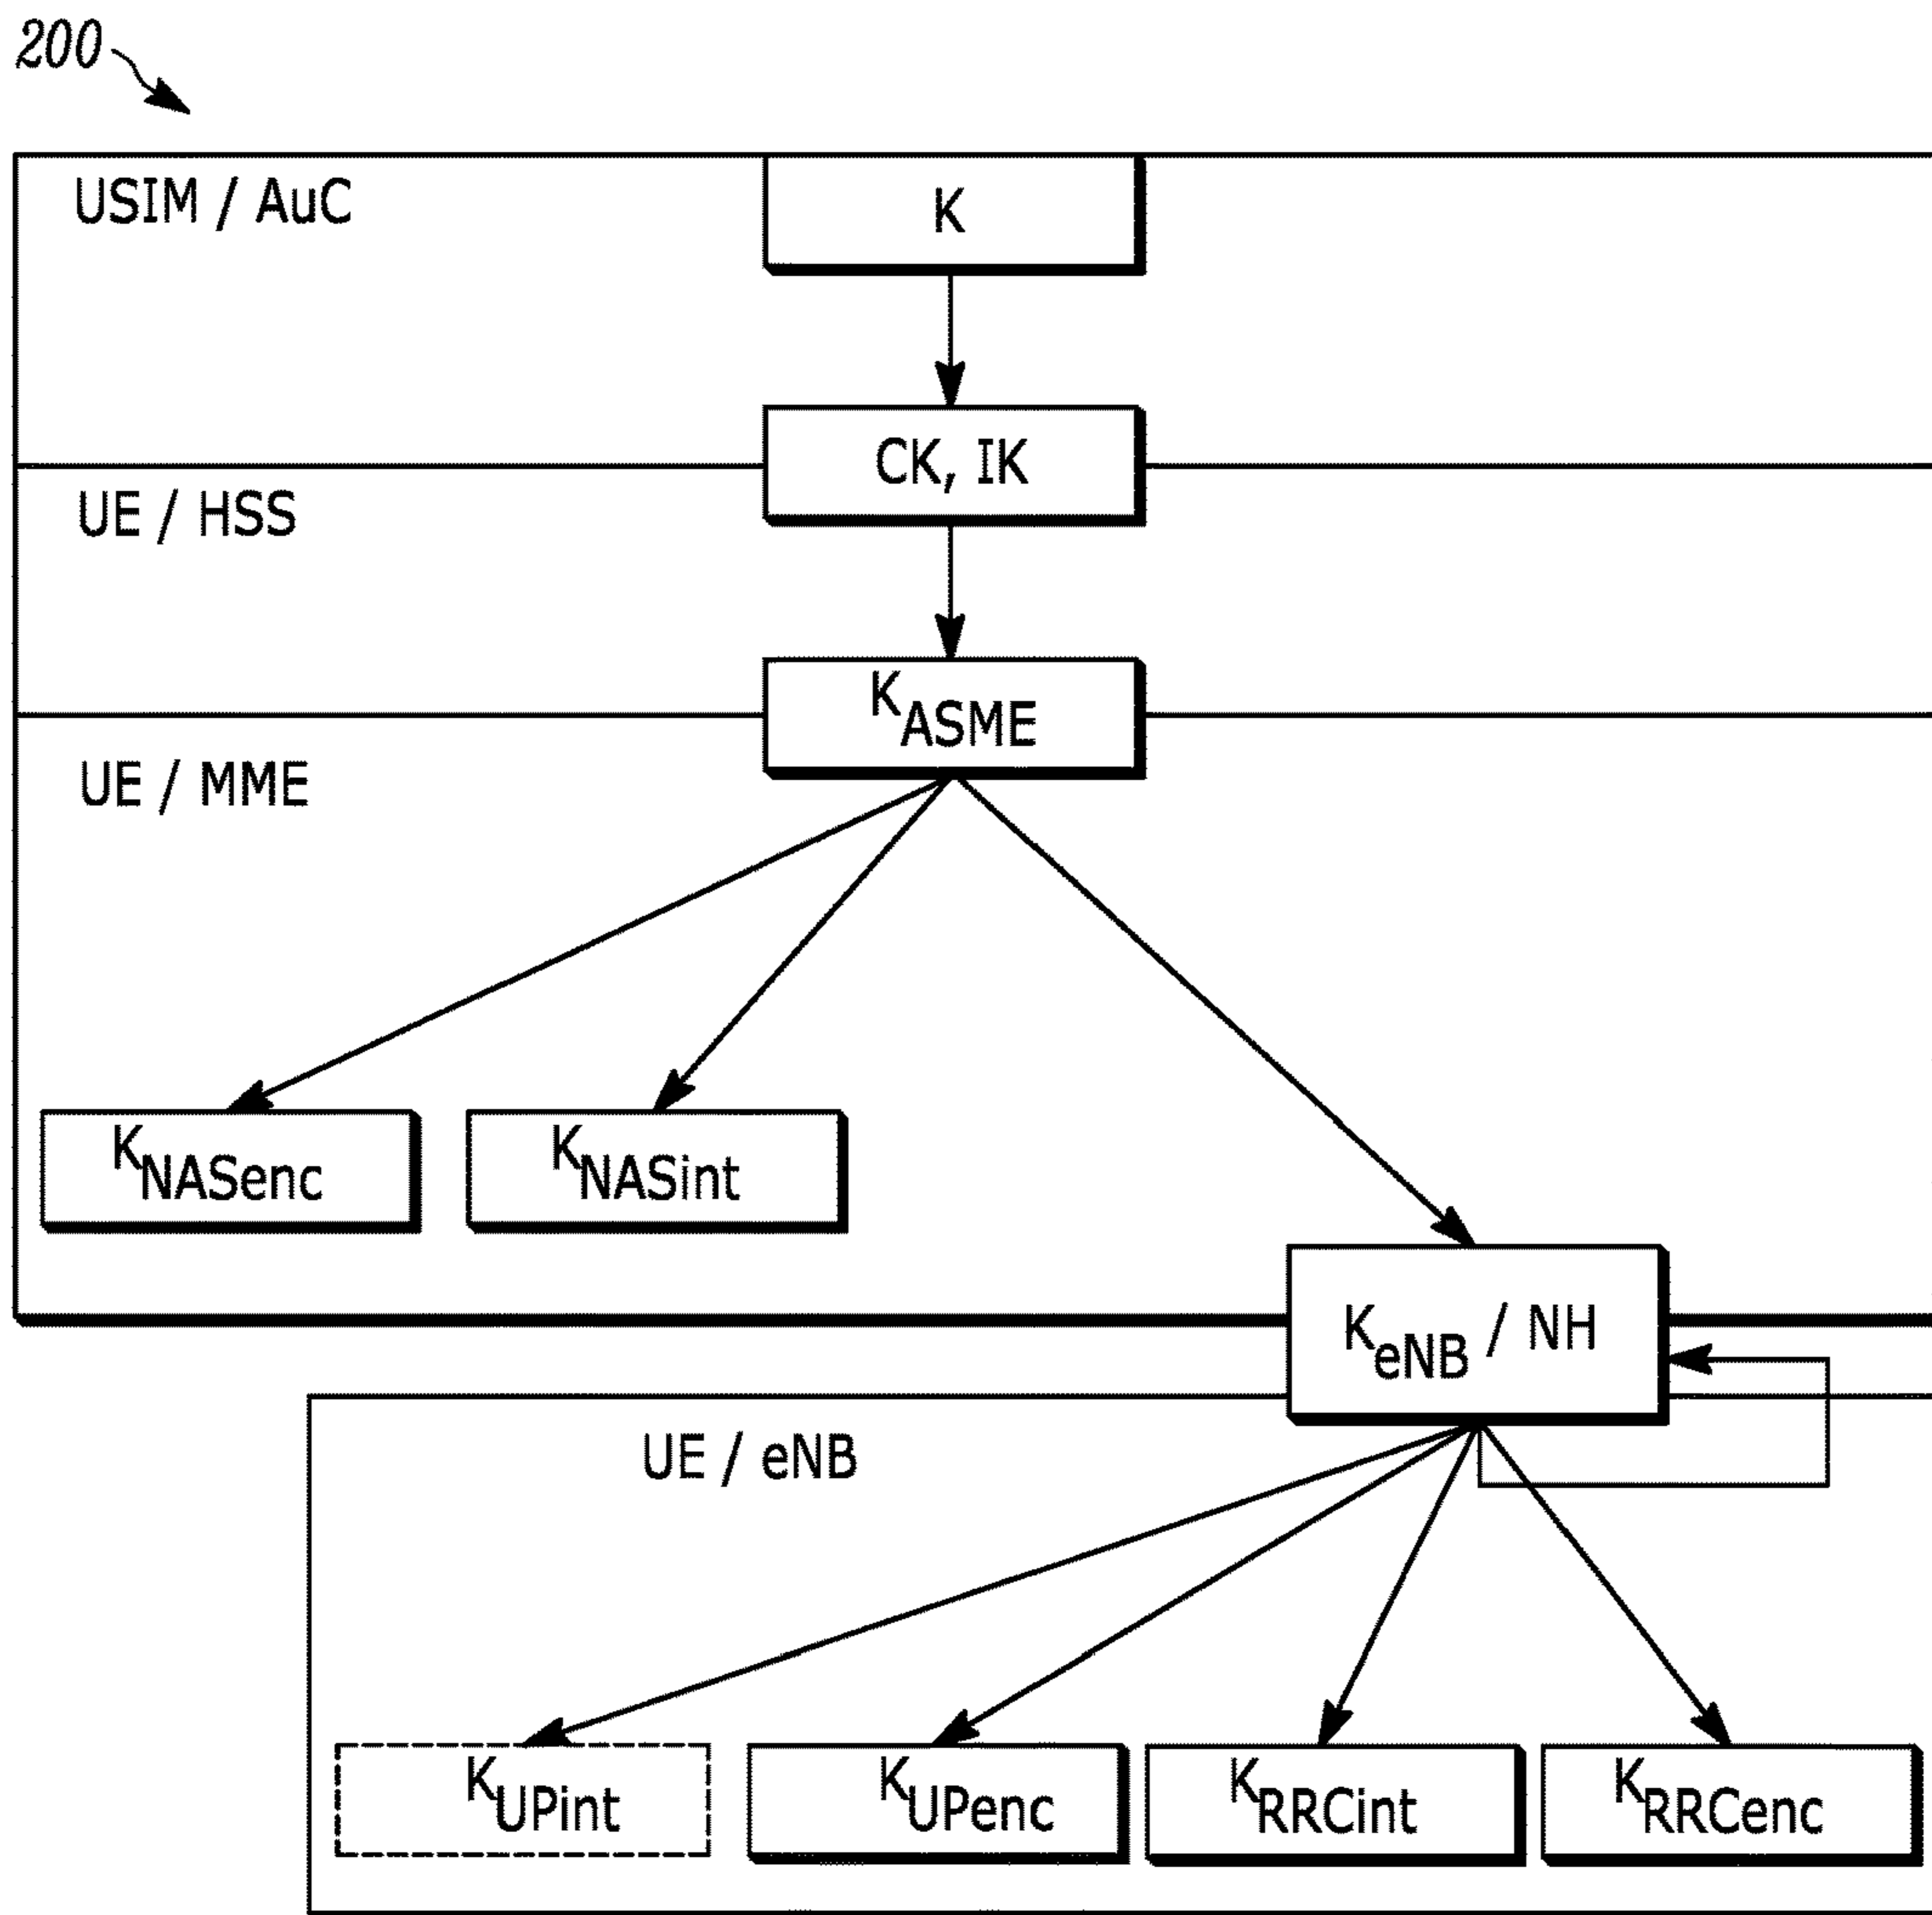 200
USIM / AuC
K
CK, IK
UE / HSS
KASME
UE / MME
KNASenc
KNASint
KeNB / NH
UE / eNB
KUPint
KUPenc
KRRCint
KRRCenc